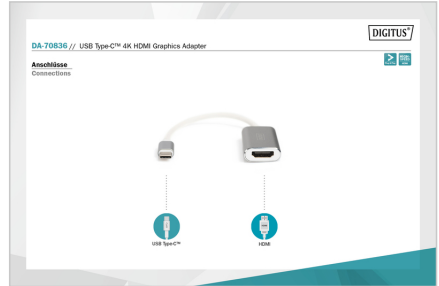 DIGITUS®
DA-70836 // USB Type-C™ 4K HDMI Graphics Adapter
Anschlüsse
Connections
USB Type-C™
HDMI